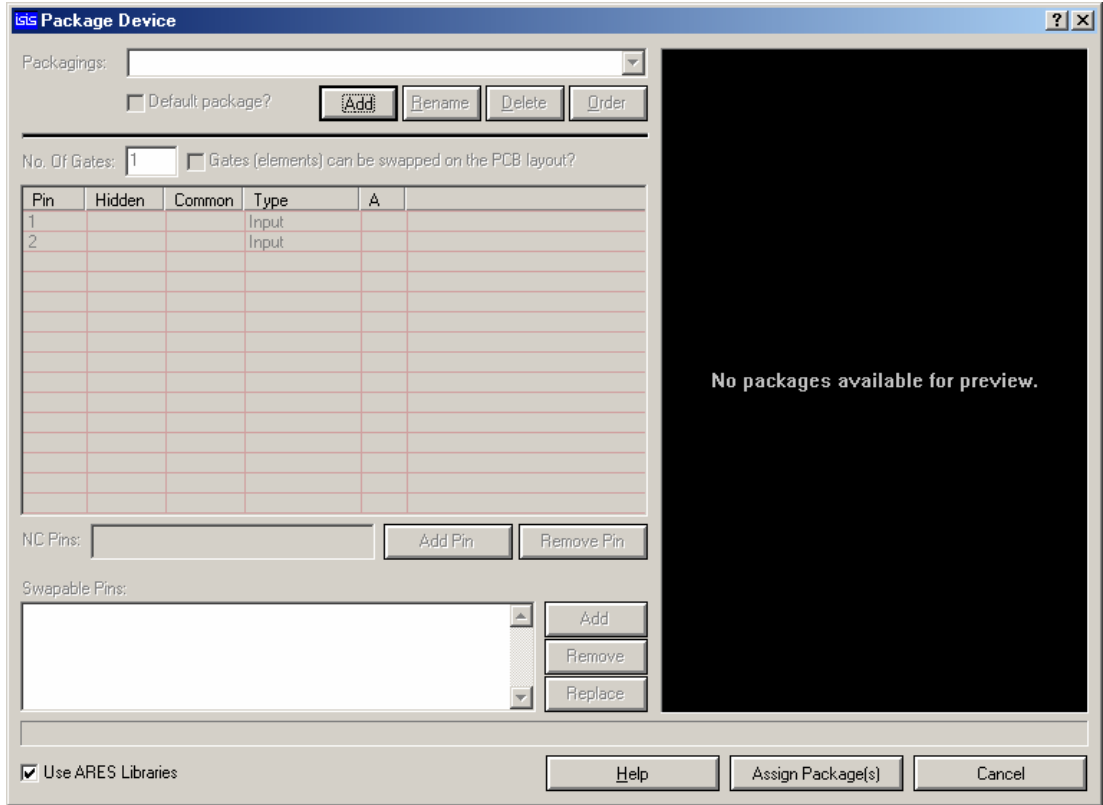 isis Package Device
Packagings:
Default package? Add Rename Delete Order
No. Of Gates: 1 Gates (elements) can be swapped on the PCB layout?
Pin Hidden Common Type A
1 Input
2 Input
No packages available for preview.
NC Pins: Add Pin Remove Pin
Swapable Pins:
Add
Remove
Replace
Use ARES Libraries Help Assign Package(s) Cancel